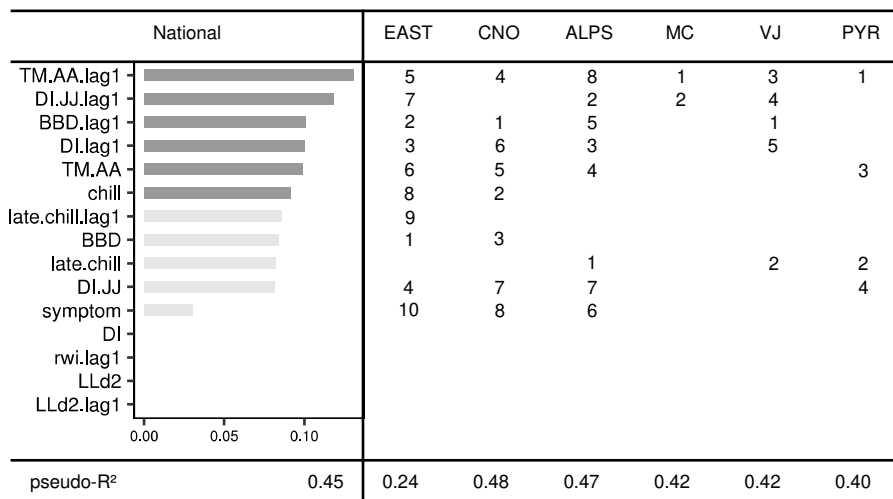 National EAST CNO ALPS MC VJ PYR
TM.AA.lag1 5 4 8 1 3 1
DI.JJ.lag1 7 2 2 4
BBD.lag1 2 1 5 1
DI.lag1 3 6 3 5
TM.AA 6 5 4 3
chill 8 2
late.chill.lag1 9
BBD 1 3
late.chill 1 2 2
DI.JJ 4 7 7 4
symptom 10 8 6
DI
rwi.lag1
LLd2
LLd2.lag1
0.00 0.05 0.10
pseudo-R² 0.45 0.24 0.48 0.47 0.42 0.42 0.40